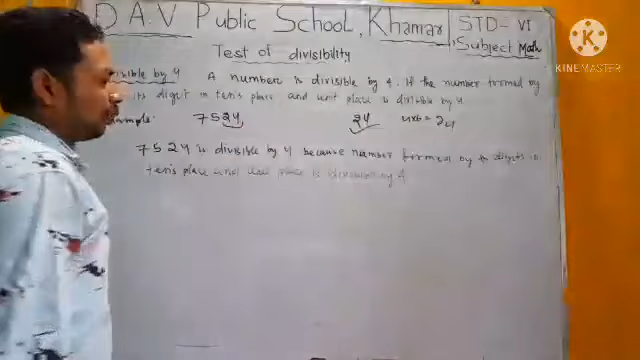 D.A.V Public School, Khamar
STD- VI
Subject Math
Test of divisibility
divisible by 4 A number is divisible by 4. If the number formed by
its digit in ten's place and unit place is divisible by 4
7524 24 4x6 = 24
7524 is divisible by 4 because number formed by digits in
ten's place and unit place is divisible by 4
KINEMASTER